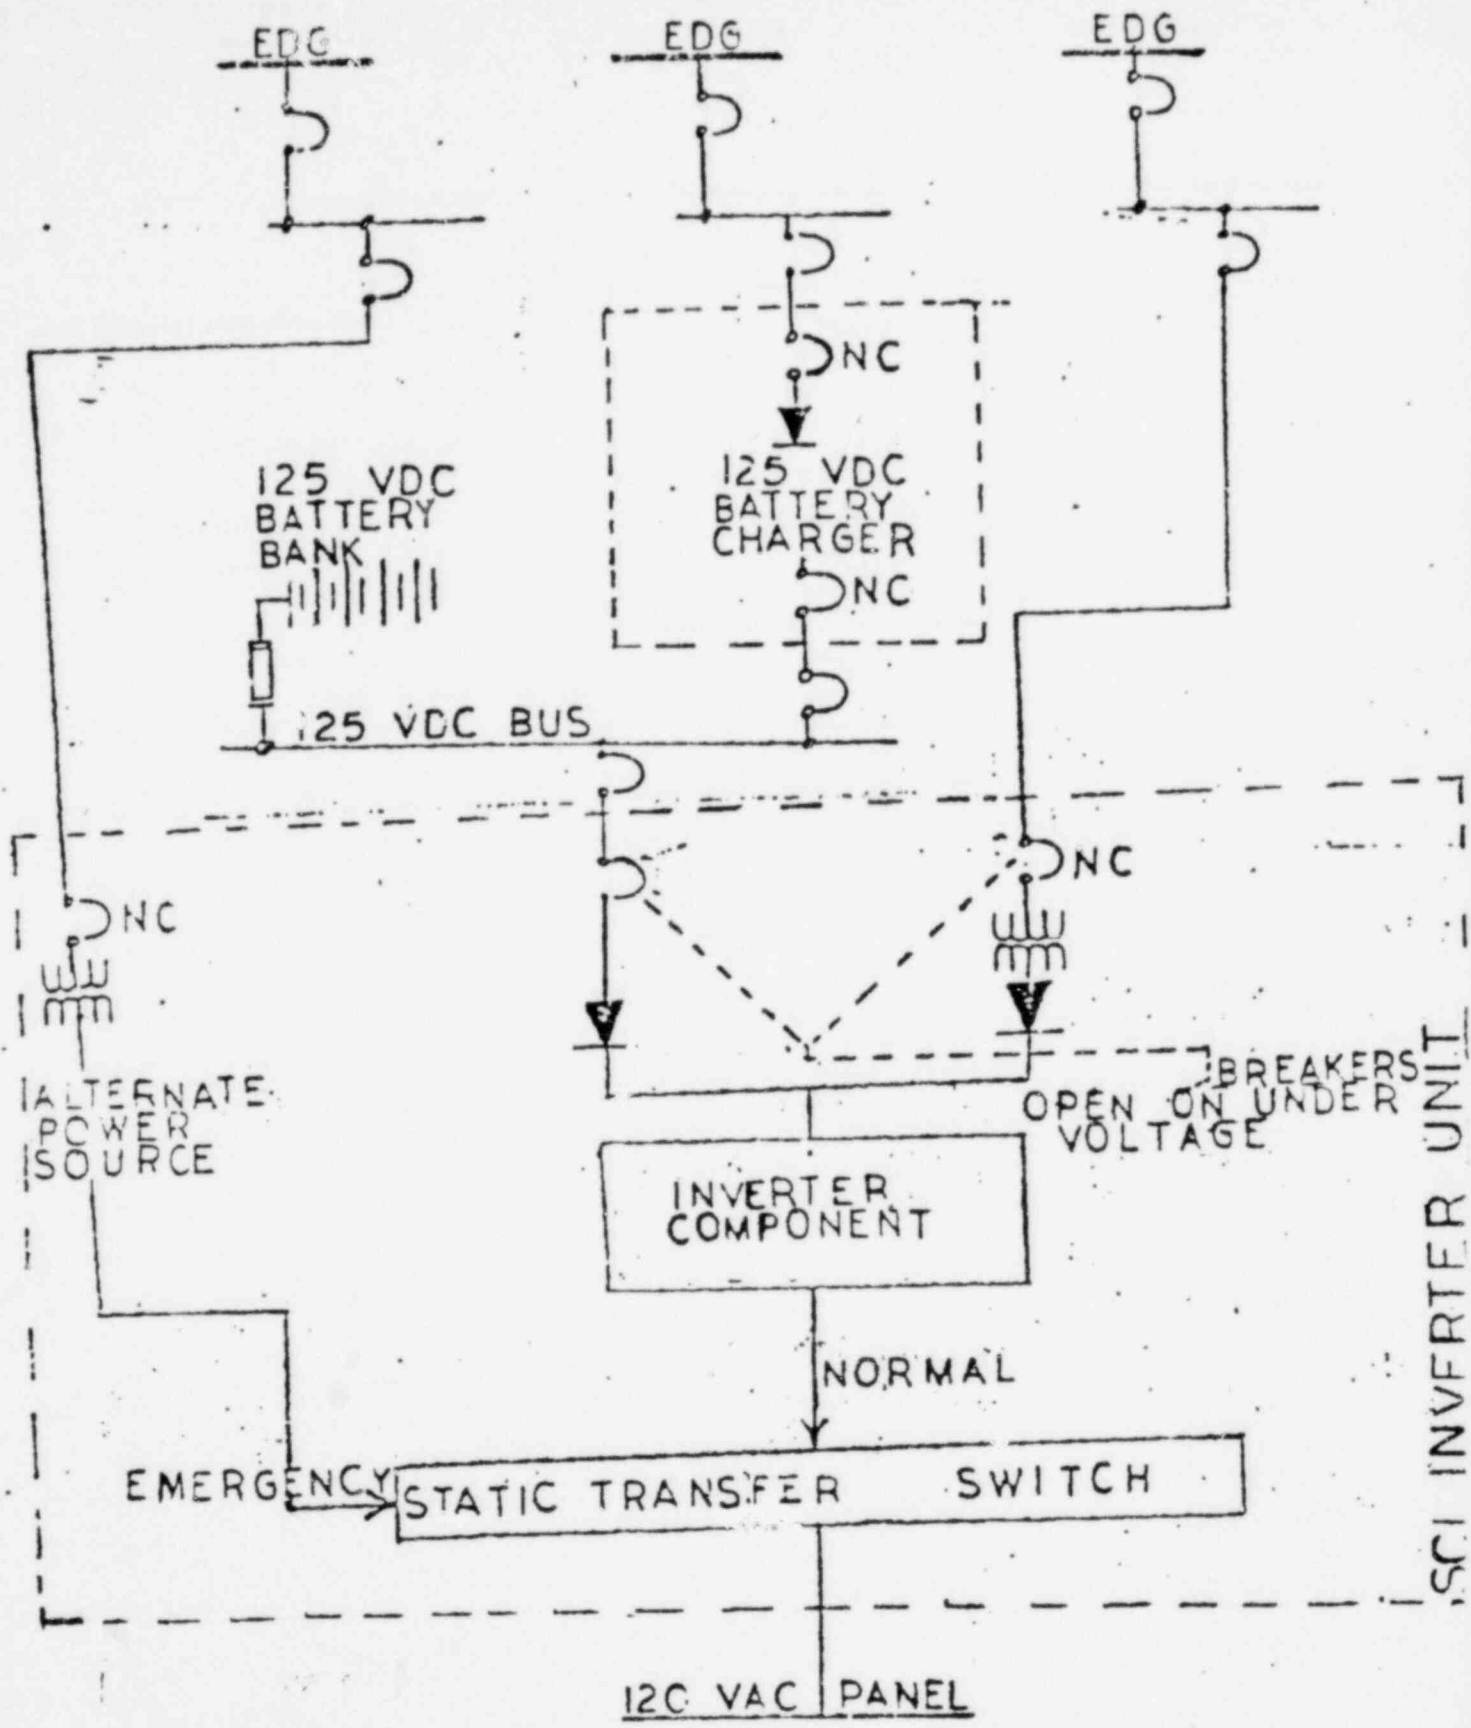 EDG
EDG
EDG
NC
125 VDC
BATTERY
BANK
125 VDC
BATTERY
CHARGER
NC
125 VDC BUS
NC
NC
BREAKERS
OPEN ON UNDER
VOLTAGE
ALTERNATE
POWER
SOURCE
INVERTER
COMPONENT
NORMAL
EMERGENCY
STATIC TRANSFER SWITCH
SCI INVERTER UNIT
120 VAC PANEL